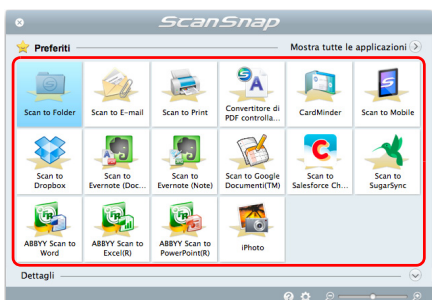 ScanSnap
Preferiti
Mostra tutte le applicazioni
Scan to Folder
Scan to E-mail
Scan to Print
Convertitore di
PDF controlla...
CardMinder
Scan to Mobile
Scan to
Dropbox
Scan to
Evernote (Doc...
Scan to
Evernote (Note)
Scan to Google
Documenti(TM)
Scan to
Salesforce Ch...
Scan to
SugarSync
ABBYY Scan to
Word
ABBYY Scan to
Excel(R)
ABBYY Scan to
PowerPoint(R)
iPhoto
Dettagli